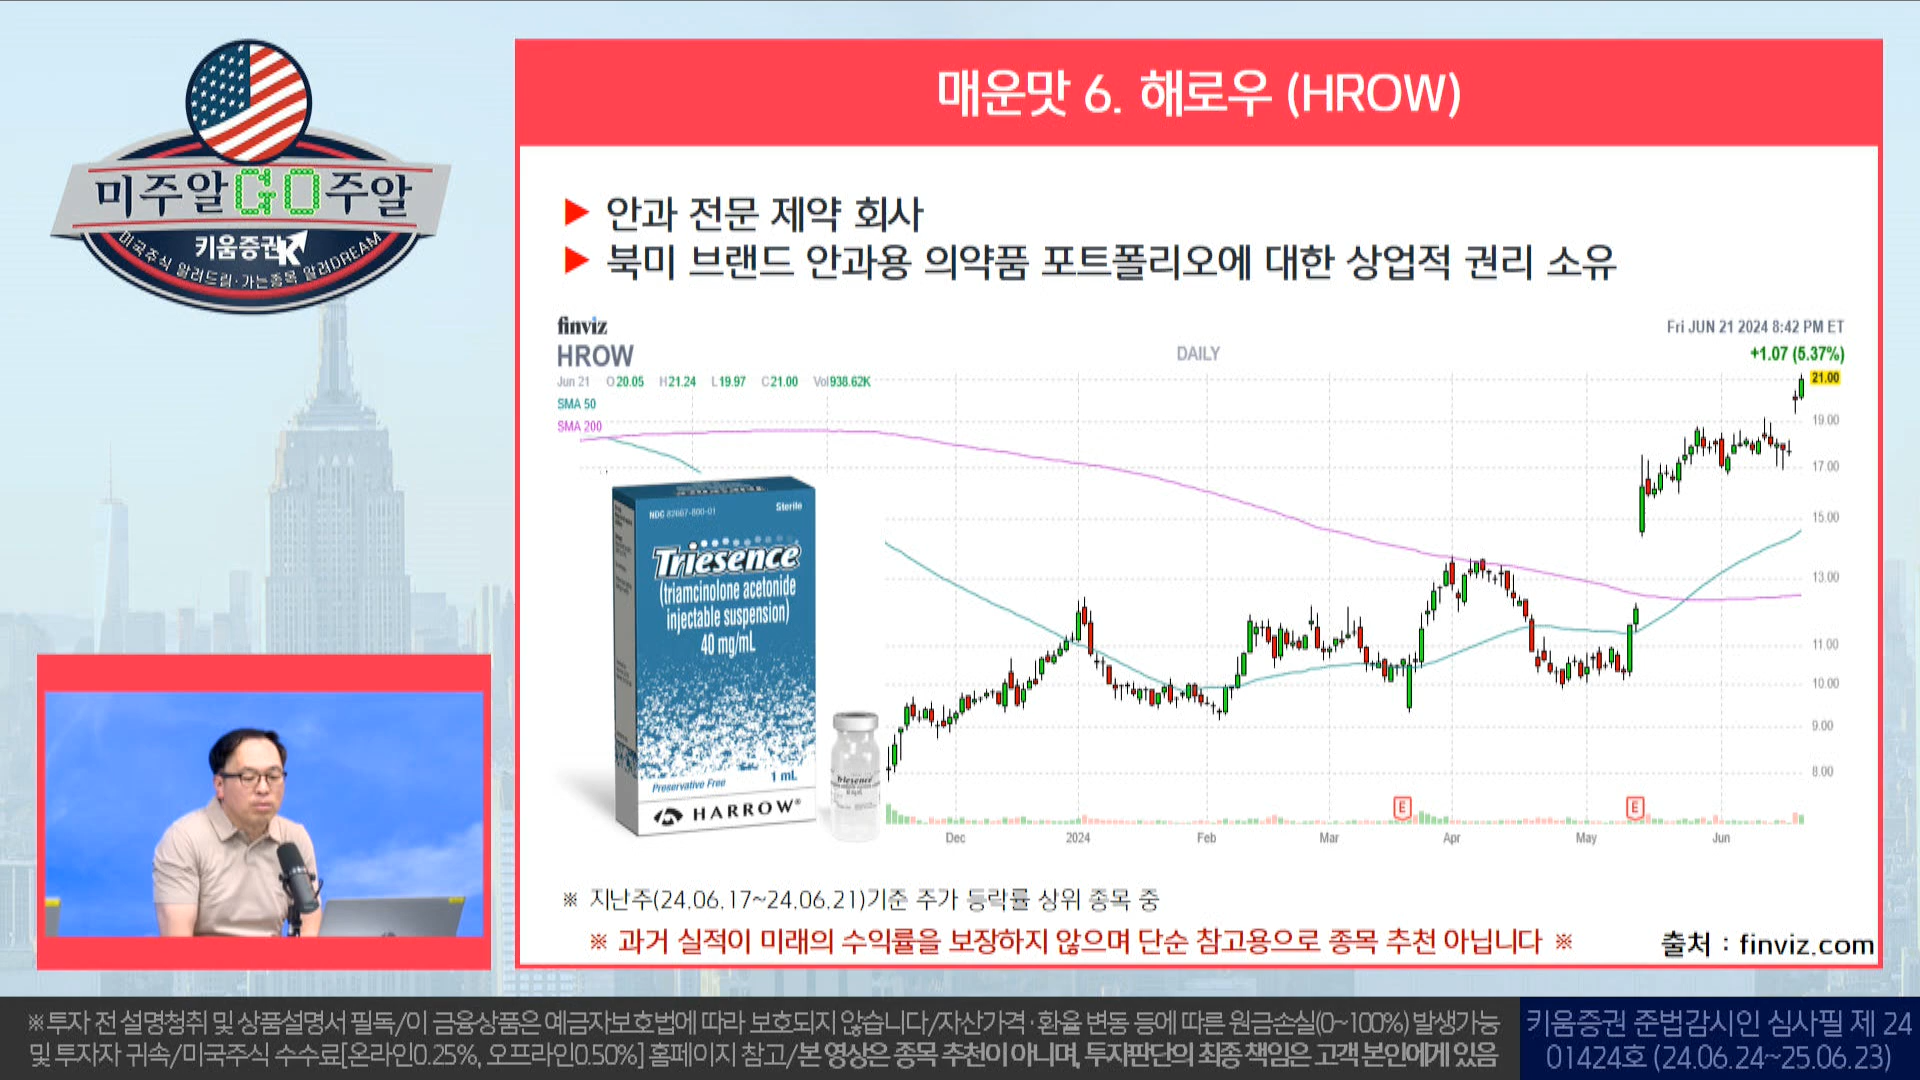 미주알GO주알
키움증권
미국주식 알려드림·가는종목 알려DREAM
매운맛 6. 해로우 (HROW)
▶ 안과 전문 제약 회사
▶ 북미 브랜드 안과용 의약품 포트폴리오에 대한 상업적 권리 소유
finviz
Fri JUN 21 2024 8:42 PM ET
HROW
DAILY
+1.07 (5.37%)
Jun 21 O20.05 H21.24 L19.97 C21.00 Vol938.62K
21.00
SMA 50
SMA 200
19.00
17.00
15.00
13.00
11.00
10.00
9.00
8.00
NDC 82667-800-01 Sterile
Triesence
(triamcinolone acetonide
injectable suspension)
40 mg/mL
Preservative Free 1 mL
HARROW®
Triesence
E E
Dec 2024 Feb Mar Apr May Jun
※ 지난주(24.06.17~24.06.21)기준 주가 등락률 상위 종목 중
※ 과거 실적이 미래의 수익률을 보장하지 않으며 단순 참고용으로 종목 추천 아닙니다 ※
출처 : finviz.com
※투자 전 설명청취 및 상품설명서 필독/이 금융상품은 예금자보호법에 따라 보호되지 않습니다/자산가격·환율 변동 등에 따른 원금손실(0~100%) 발생가능
및 투자자 귀속/미국주식 수수료[온라인0.25%, 오프라인0.50%] 홈페이지 참고/본 영상은 종목 추천이 아니며, 투자판단의 최종 책임은 고객 본인에게 있음
키움증권 준법감시인 심사필 제 24
01424호 (24.06.24~25.06.23)